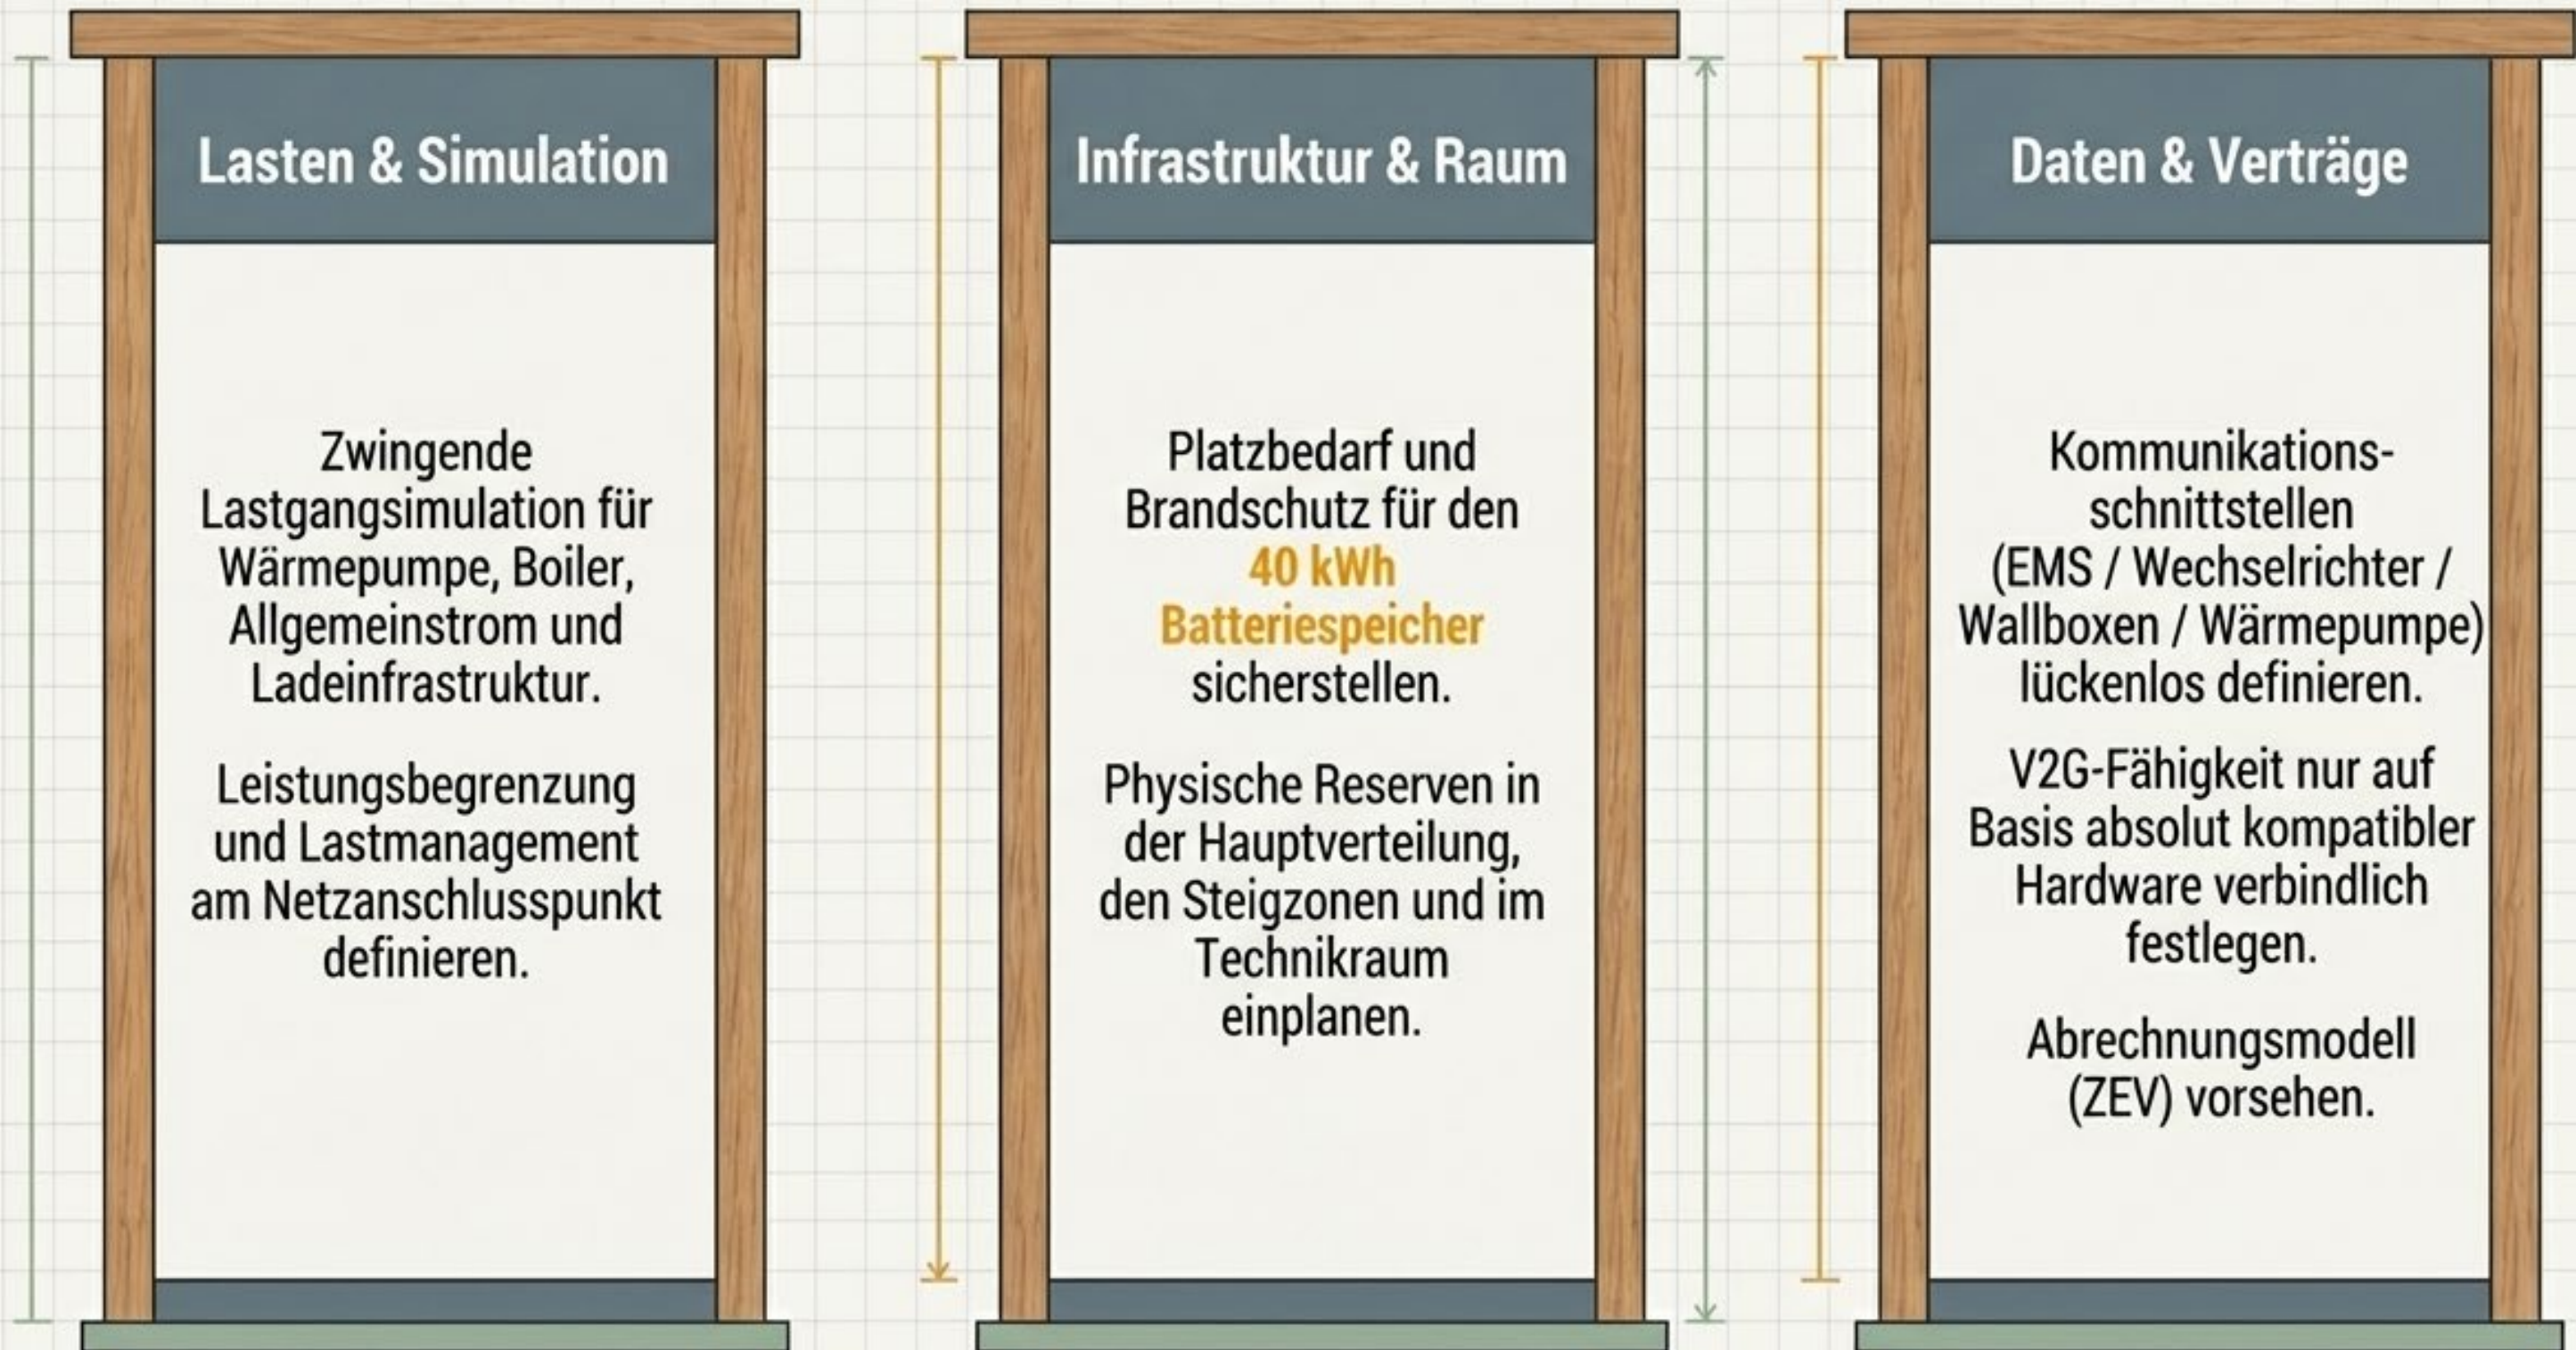 Lasten & Simulation
Zwingende
Lastgangsimulation für
Wärmepumpe, Boiler,
Allgemeinstrom und
Ladeinfrastruktur.
Leistungsbegrenzung
und Lastmanagement
am Netzanschlusspunkt
definieren.
Infrastruktur & Raum
Platzbedarf und
Brandschutz für den
40 kWh
Batteriespeicher
sicherstellen.
Physische Reserven in
der Hauptverteilung,
den Steigzonen und im
Technikraum
einplanen.
Daten & Verträge
Kommunikations-
schnittstellen
(EMS / Wechselrichter /
Wallboxen / Wärmepumpe)
lückenlos definieren.
V2G-Fähigkeit nur auf
Basis absolut kompatibler
Hardware verbindlich
festlegen.
Abrechnungsmodell
(ZEV) vorsehen.